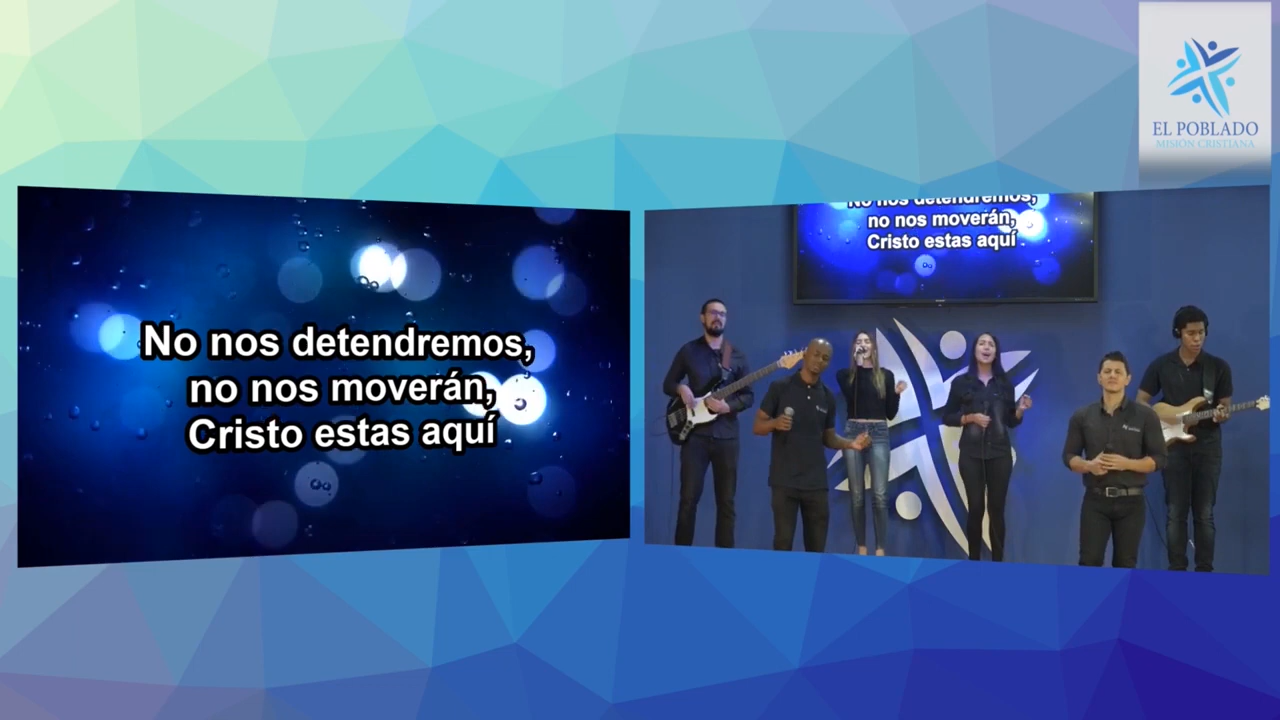 EL POBLADO
MISIÓN CRISTIANA
No nos detendremos,
no nos moverán,
Cristo estas aquí
No nos detendremos,
no nos moverán,
Cristo estas aquí